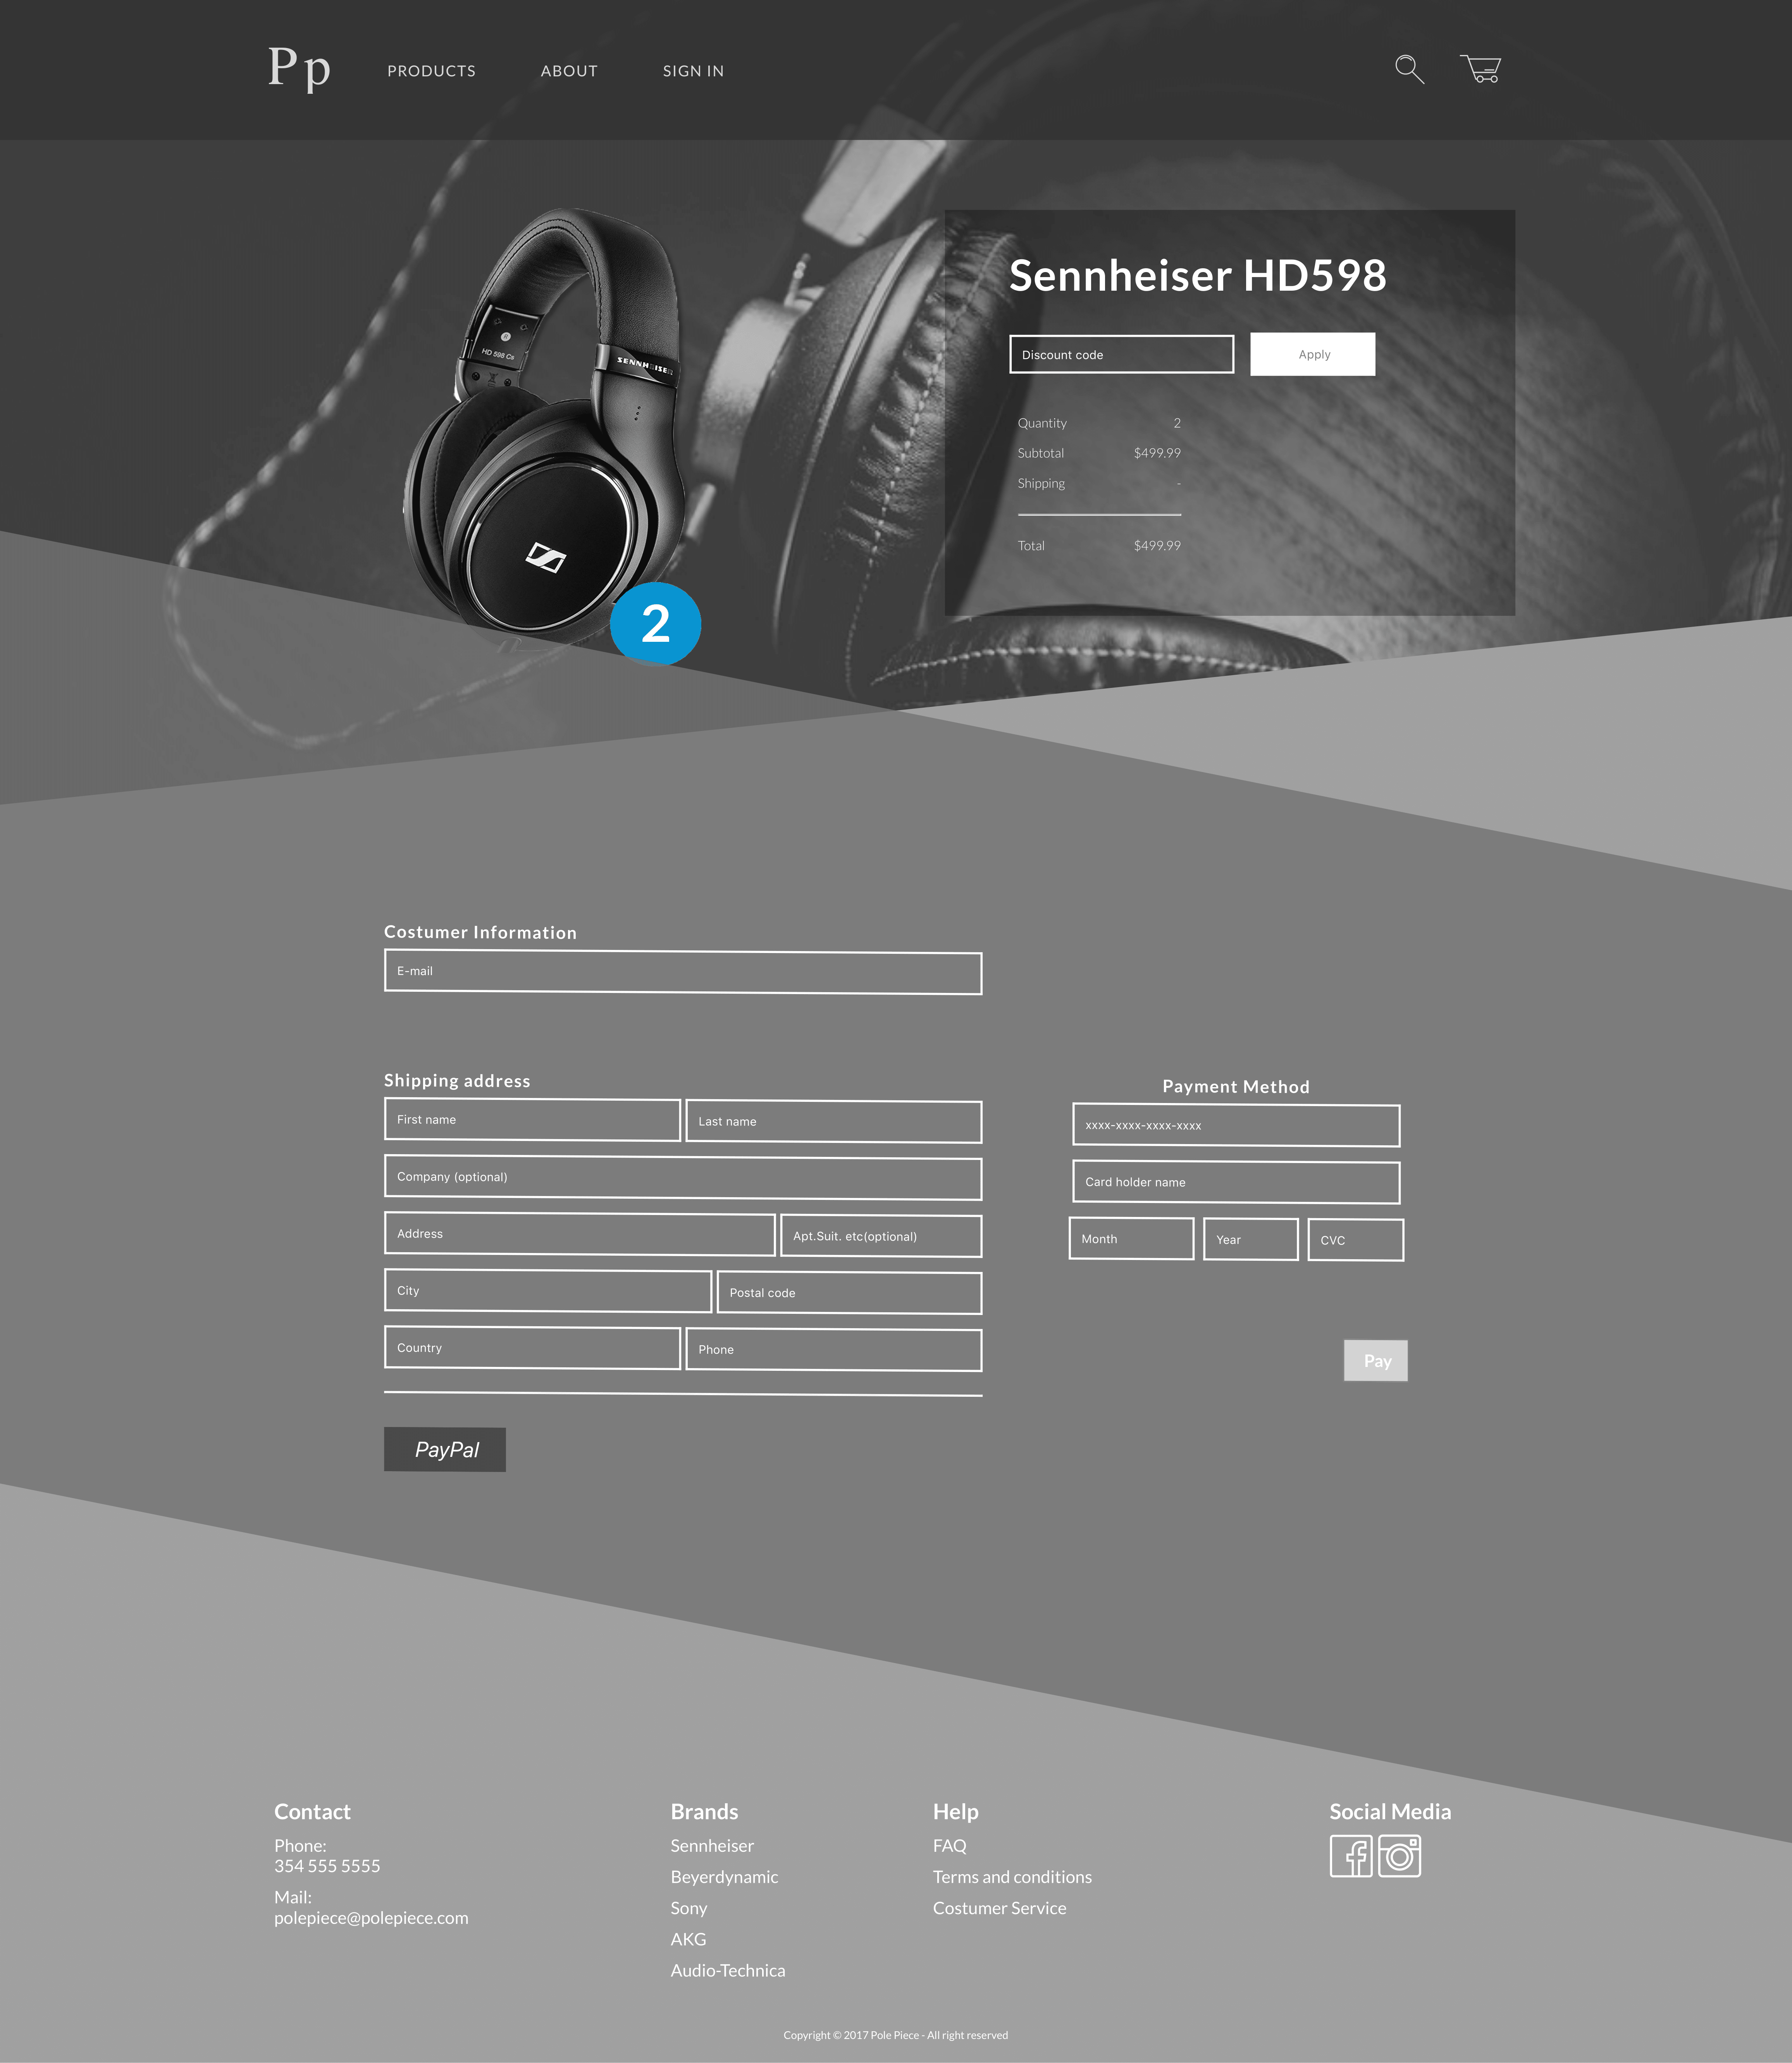 Pp PRODUCTS ABOUT SIGN IN
Sennheiser HD598
Discount code Apply
HD 598 Cs
SENNHEISER
Quantity 2
Subtotal $499.99
Shipping -
Total $499.99
2
Costumer Information
E-mail
Shipping address
First name Last name
Company (optional)
Address Apt.Suit. etc(optional)
City Postal code
Country Phone
PayPal
Payment Method
xxxx-xxxx-xxxx-xxxx
Card holder name
Month Year CVC
Pay
Contact
Phone:
354 555 5555
Mail:
polepiece@polepiece.com
Brands
Sennheiser
Beyerdynamic
Sony
AKG
Audio-Technica
Help
FAQ
Terms and conditions
Costumer Service
Social Media
Copyright © 2017 Pole Piece - All right reserved